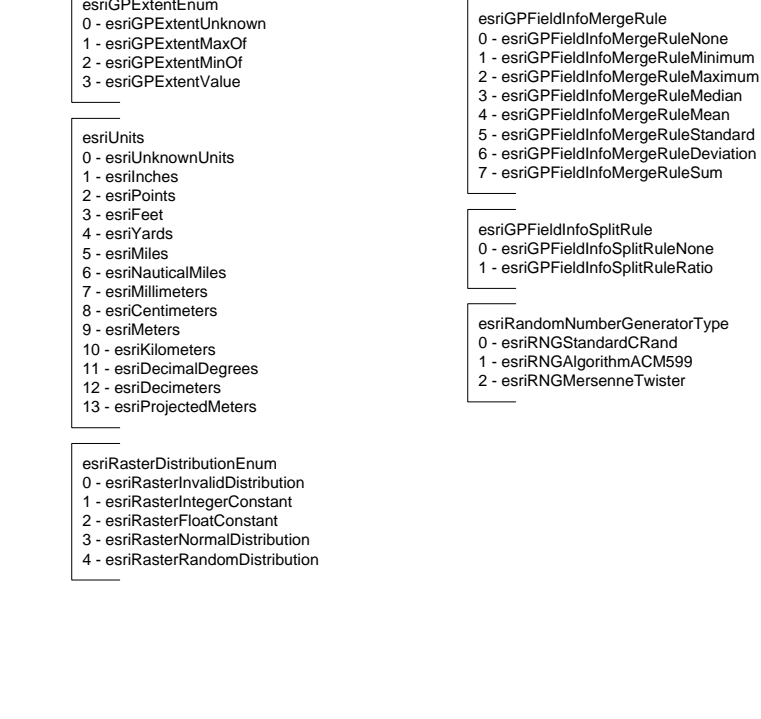 esriGPExtentEnum
0 - esriGPExtentUnknown
1 - esriGPExtentMaxOf
2 - esriGPExtentMinOf
3 - esriGPExtentValue
esriUnits
0 - esriUnknownUnits
1 - esriInches
2 - esriPoints
3 - esriFeet
4 - esriYards
5 - esriMiles
6 - esriNauticalMiles
7 - esriMillimeters
8 - esriCentimeters
9 - esriMeters
10 - esriKilometers
11 - esriDecimalDegrees
12 - esriDecimeters
13 - esriProjectedMeters
esriRasterDistributionEnum
0 - esriRasterInvalidDistribution
1 - esriRasterIntegerConstant
2 - esriRasterFloatConstant
3 - esriRasterNormalDistribution
4 - esriRasterRandomDistribution
esriGPFieldInfoMergeRule
0 - esriGPFieldInfoMergeRuleNone
1 - esriGPFieldInfoMergeRuleMinimum
2 - esriGPFieldInfoMergeRuleMaximum
3 - esriGPFieldInfoMergeRuleMedian
4 - esriGPFieldInfoMergeRuleMean
5 - esriGPFieldInfoMergeRuleStandard
6 - esriGPFieldInfoMergeRuleDeviation
7 - esriGPFieldInfoMergeRuleSum
esriGPFieldInfoSplitRule
0 - esriGPFieldInfoSplitRuleNone
1 - esriGPFieldInfoSplitRuleRatio
esriRandomNumberGeneratorType
0 - esriRNGStandardCRand
1 - esriRNGAlgorithmACM599
2 - esriRNGMersenneTwister